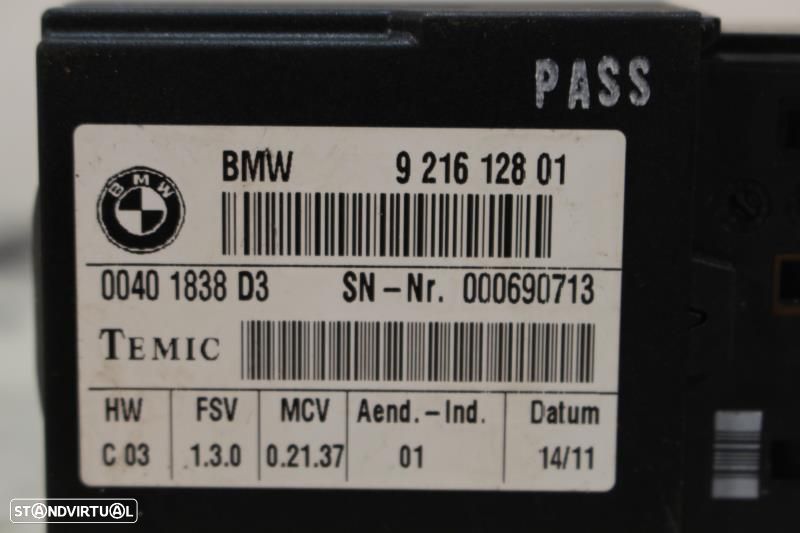 PASS
BMW 9 216 128 01
BMW
0040 1838 D3 SN-Nr. 000690713
TEMIC
HW FSV MCV Aend.-Ind. Datum
C 03 1.3.0 0.21.37 01 14/11
STANDVIRTUAL